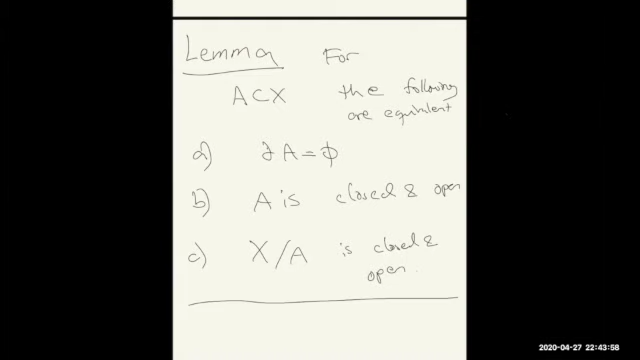 Lemma For
A⊂X the following
are equivalent
a) ∂A = ϕ
b) A is closed & open
c) X/A is closed &
open.
2020-04-27 22:43:58